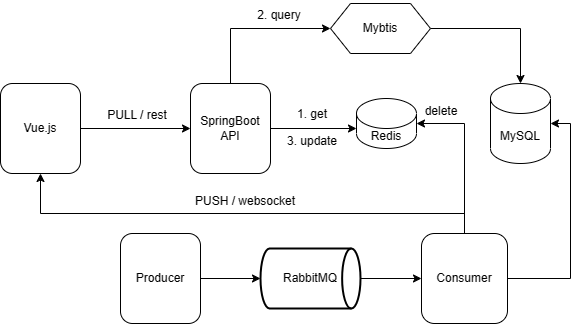 2. query
Mybtis
Vue.js
PULL / rest
SpringBoot
API
1. get
3. update
Redis
delete
MySQL
PUSH / websocket
Producer
RabbitMQ
Consumer